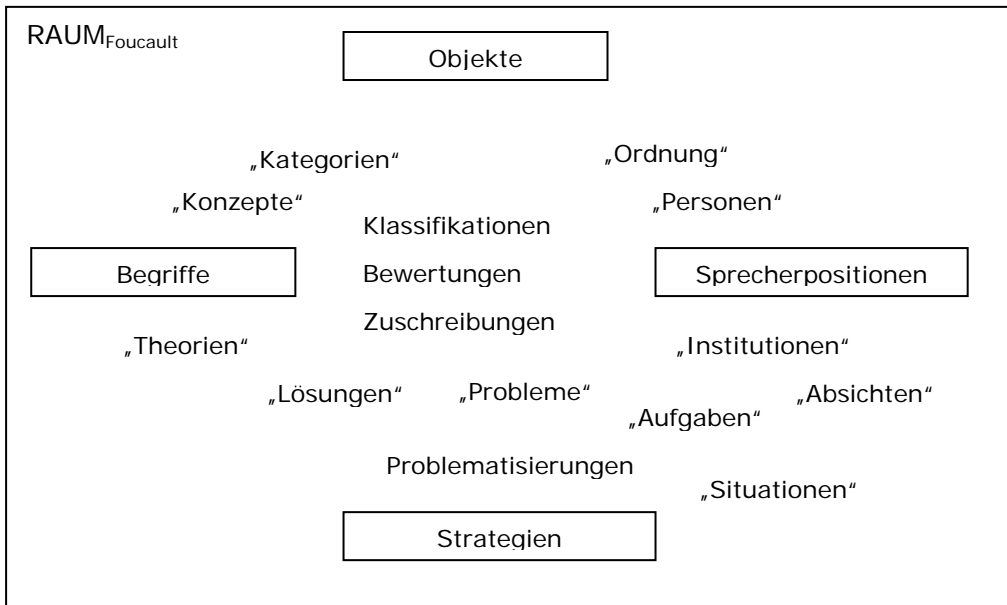 RAUMFoucault
Objekte
„Kategorien“
„Ordnung“
„Konzepte“
„Personen“
Klassifikationen
Begriffe
Bewertungen
Sprecherpositionen
Zuschreibungen
„Theorien“
„Institutionen“
„Lösungen“
„Probleme“
„Absichten“
„Aufgaben“
Problematisierungen
„Situationen“
Strategien